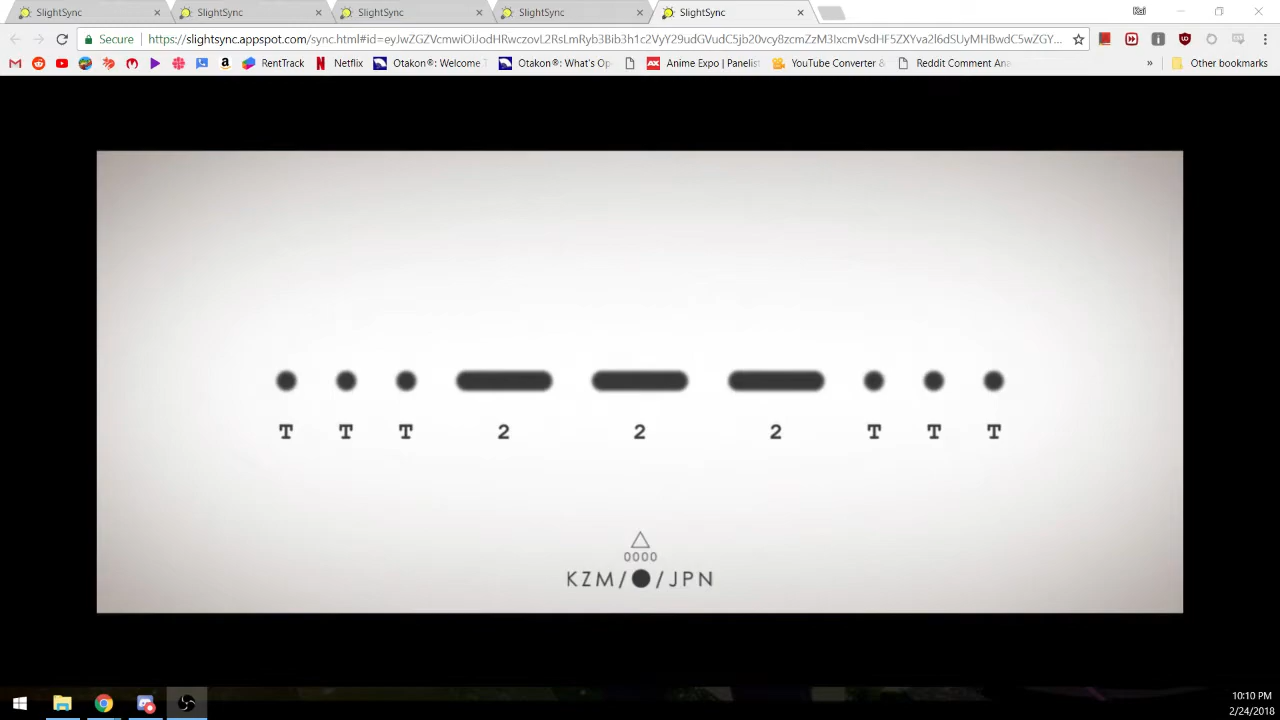 SlightSync SlightSync SlightSync SlightSync SlightSync
Secure https://slightsync.appspot.com/sync.html#id=
RentTrack Netflix Otakon®: Welcome Otakon®: What's Op Anime Expo | Panelist YouTube Converter & Reddit Comment Ana » Other bookmarks
T T T 2 2 2 T T T
0000
KZM/●/JPN
10:10 PM
2/24/2018